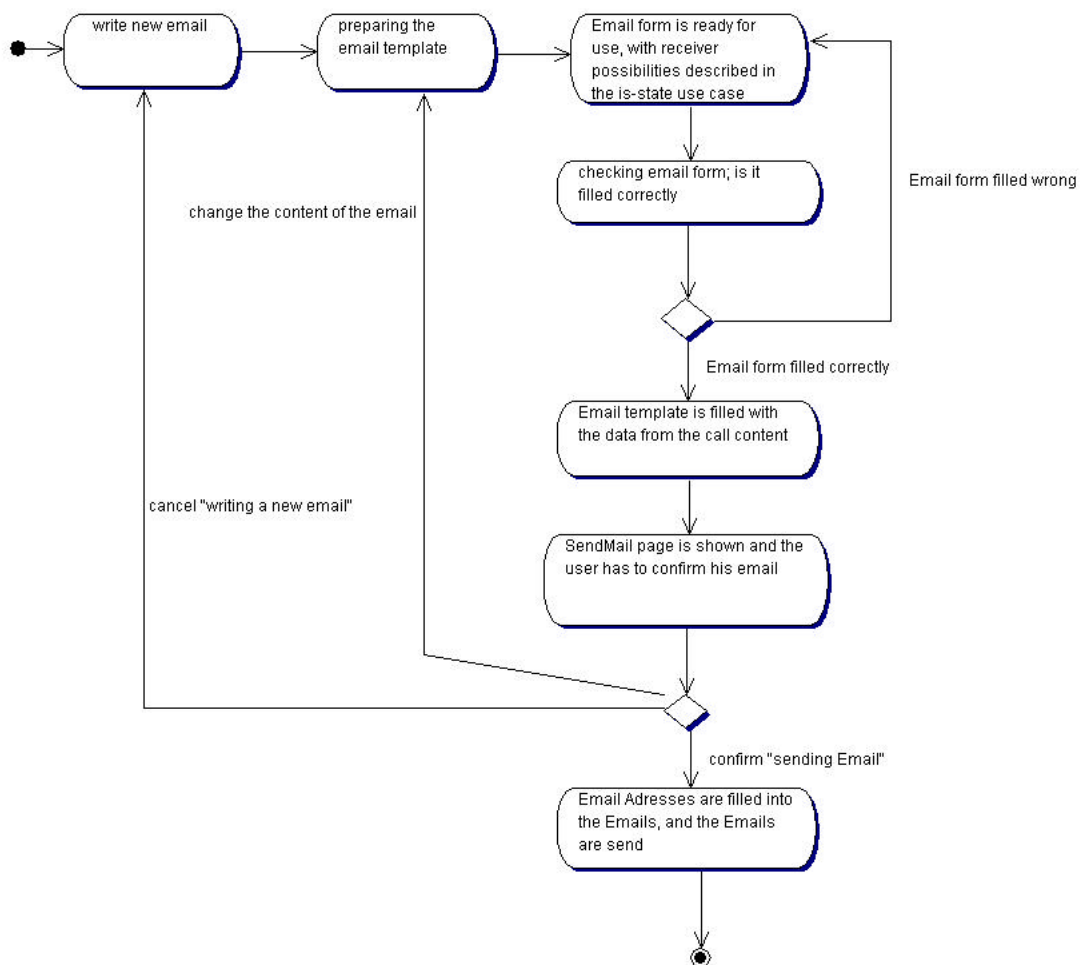 write new email
preparing the
email template
Email form is ready for
use, with receiver
possibilities described in
the is-state use case
checking email form; is it
filled correctly
Email form filled wrong
change the content of the email
Email form filled correctly
Email template is filled with
the data from the call content
cancel "writing a new email"
SendMail page is shown and the
user has to confirm his email
confirm "sending Email"
Email Adresses are filled into
the Emails, and the Emails
are send